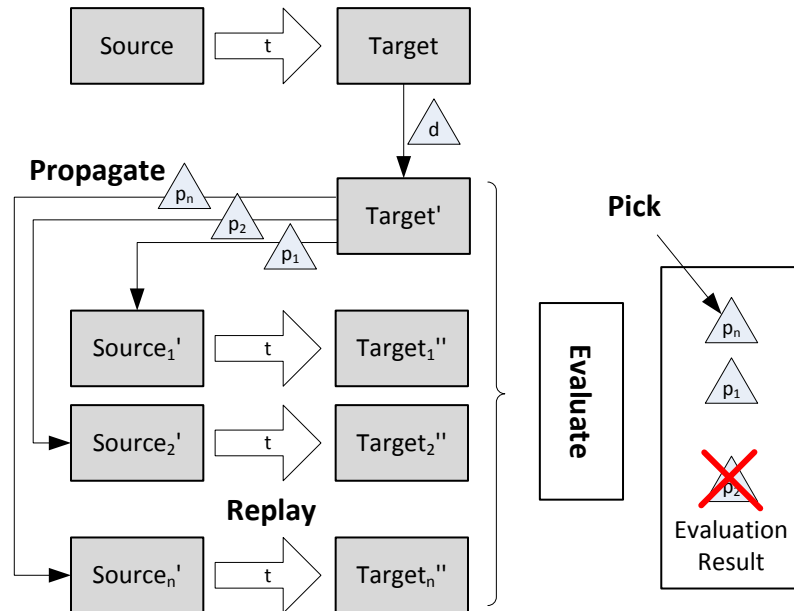 Source
t
Target
d
Propagate
pₙ
p₂
p₁
Target'
Pick
Source₁'
t
Target₁''
Source₂'
t
Target₂''
Replay
Sourceₙ'
t
Targetₙ''
Evaluate
pₙ
p₁
p₂
Evaluation
Result